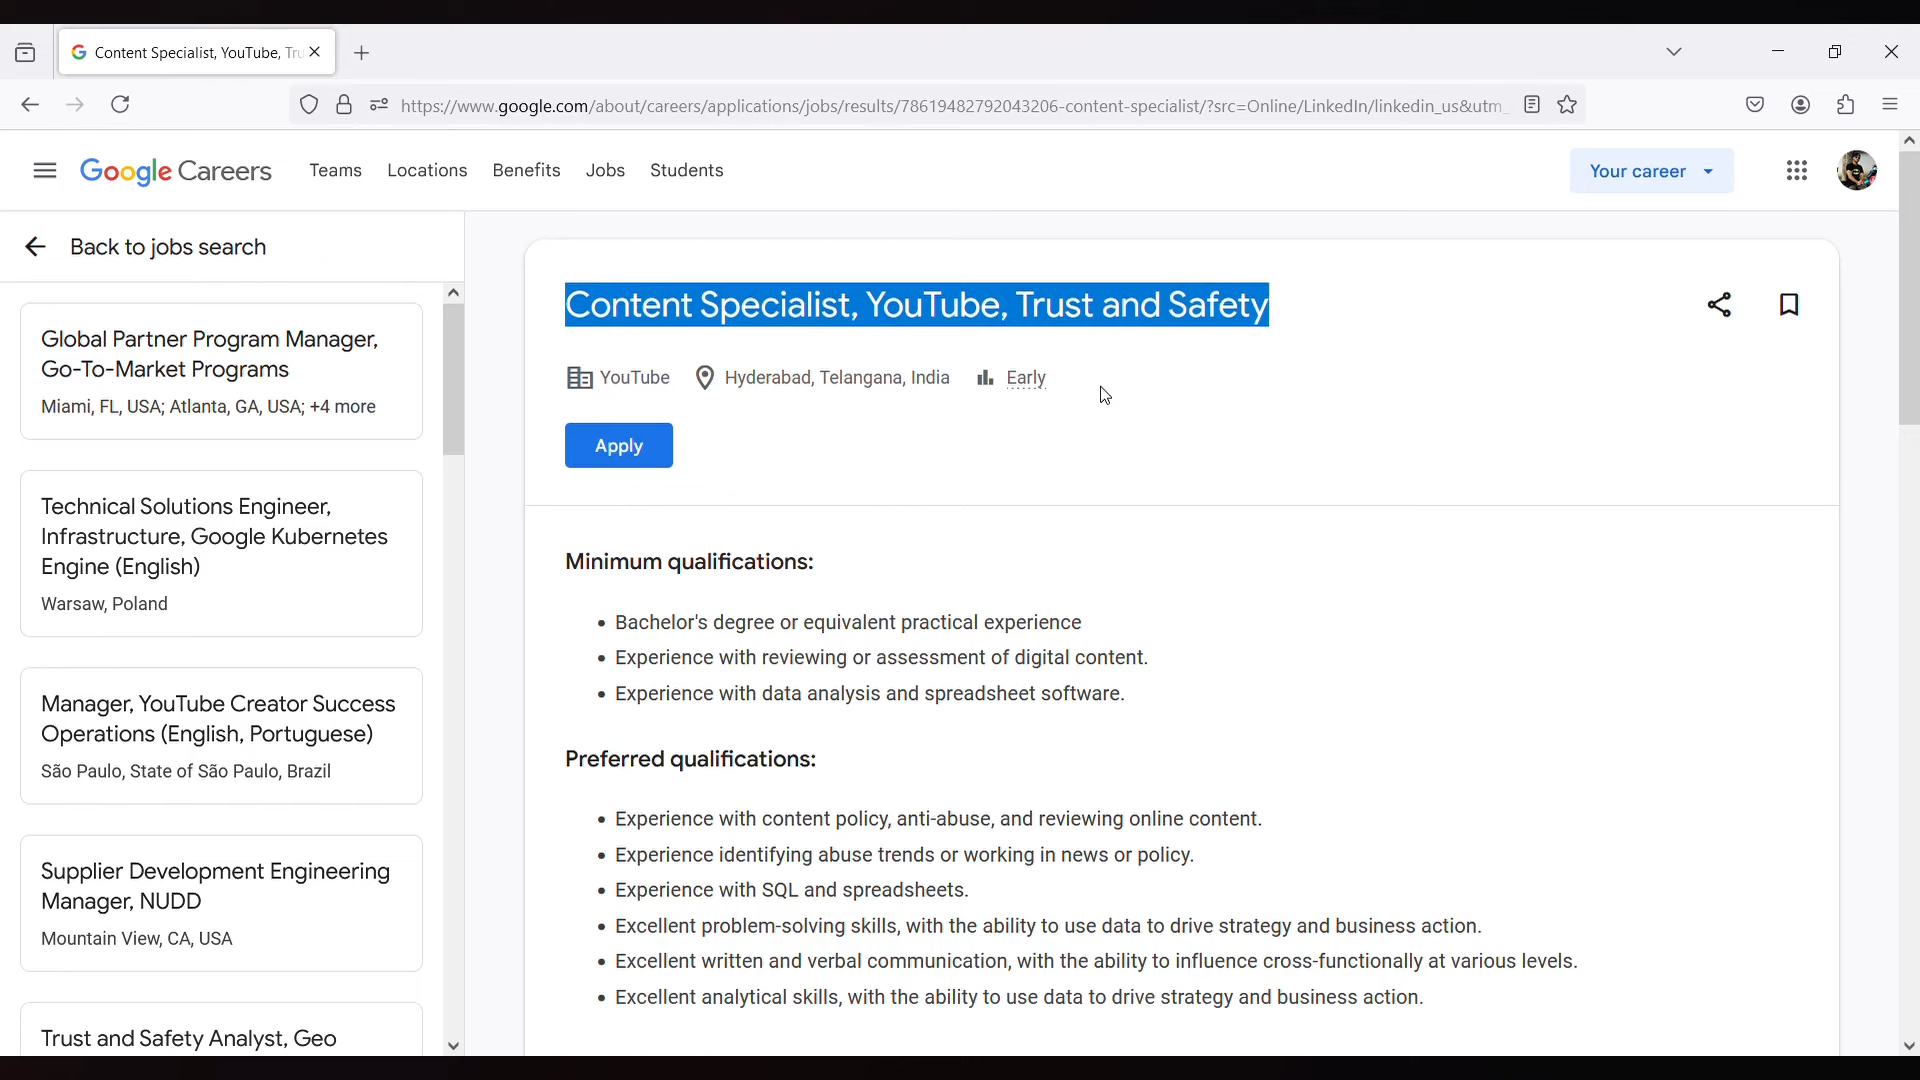 Content Specialist, YouTube, Tru
https://www.google.com/about/careers/applications/jobs/results/78619482792043206-content-specialist/?src=Online/LinkedIn/linkedin_us&utm_
Google Careers
Teams
Locations
Benefits
Jobs
Students
Your career
Back to jobs search
Global Partner Program Manager,
Go-To-Market Programs
Miami, FL, USA; Atlanta, GA, USA; +4 more
Technical Solutions Engineer,
Infrastructure, Google Kubernetes
Engine (English)
Warsaw, Poland
Manager, YouTube Creator Success
Operations (English, Portuguese)
São Paulo, State of São Paulo, Brazil
Supplier Development Engineering
Manager, NUDD
Mountain View, CA, USA
Trust and Safety Analyst, Geo
Content Specialist, YouTube, Trust and Safety
YouTube
Hyderabad, Telangana, India
Early
Apply
Minimum qualifications:
• Bachelor's degree or equivalent practical experience
• Experience with reviewing or assessment of digital content.
• Experience with data analysis and spreadsheet software.
Preferred qualifications:
• Experience with content policy, anti-abuse, and reviewing online content.
• Experience identifying abuse trends or working in news or policy.
• Experience with SQL and spreadsheets.
• Excellent problem-solving skills, with the ability to use data to drive strategy and business action.
• Excellent written and verbal communication, with the ability to influence cross-functionally at various levels.
• Excellent analytical skills, with the ability to use data to drive strategy and business action.